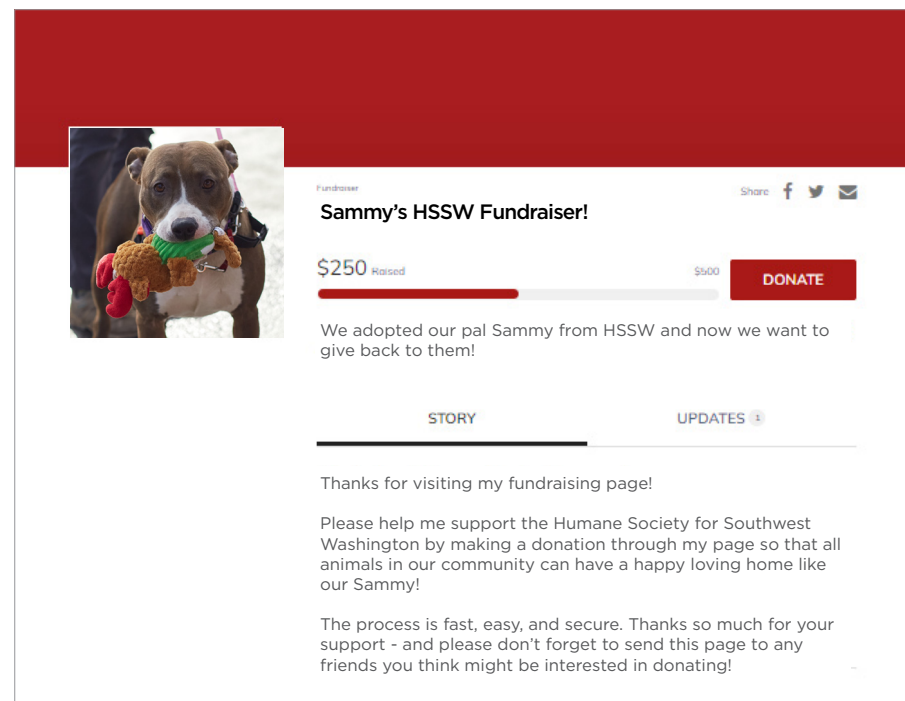 Fundraiser
Share
Sammy's HSSW Fundraiser!
$250 Raised
$500
DONATE
We adopted our pal Sammy from HSSW and now we want to
give back to them!
STORY
UPDATES 1
Thanks for visiting my fundraising page!
Please help me support the Humane Society for Southwest
Washington by making a donation through my page so that all
animals in our community can have a happy loving home like
our Sammy!
The process is fast, easy, and secure. Thanks so much for your
support - and please don't forget to send this page to any
friends you think might be interested in donating!